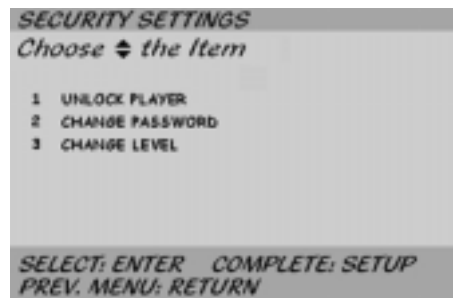 SECURITY SETTINGS
Choose ♦ the Item
1 UNLOCK PLAYER
2 CHANGE PASSWORD
3 CHANGE LEVEL
SELECT: ENTER COMPLETE: SETUP
PREV. MENU: RETURN